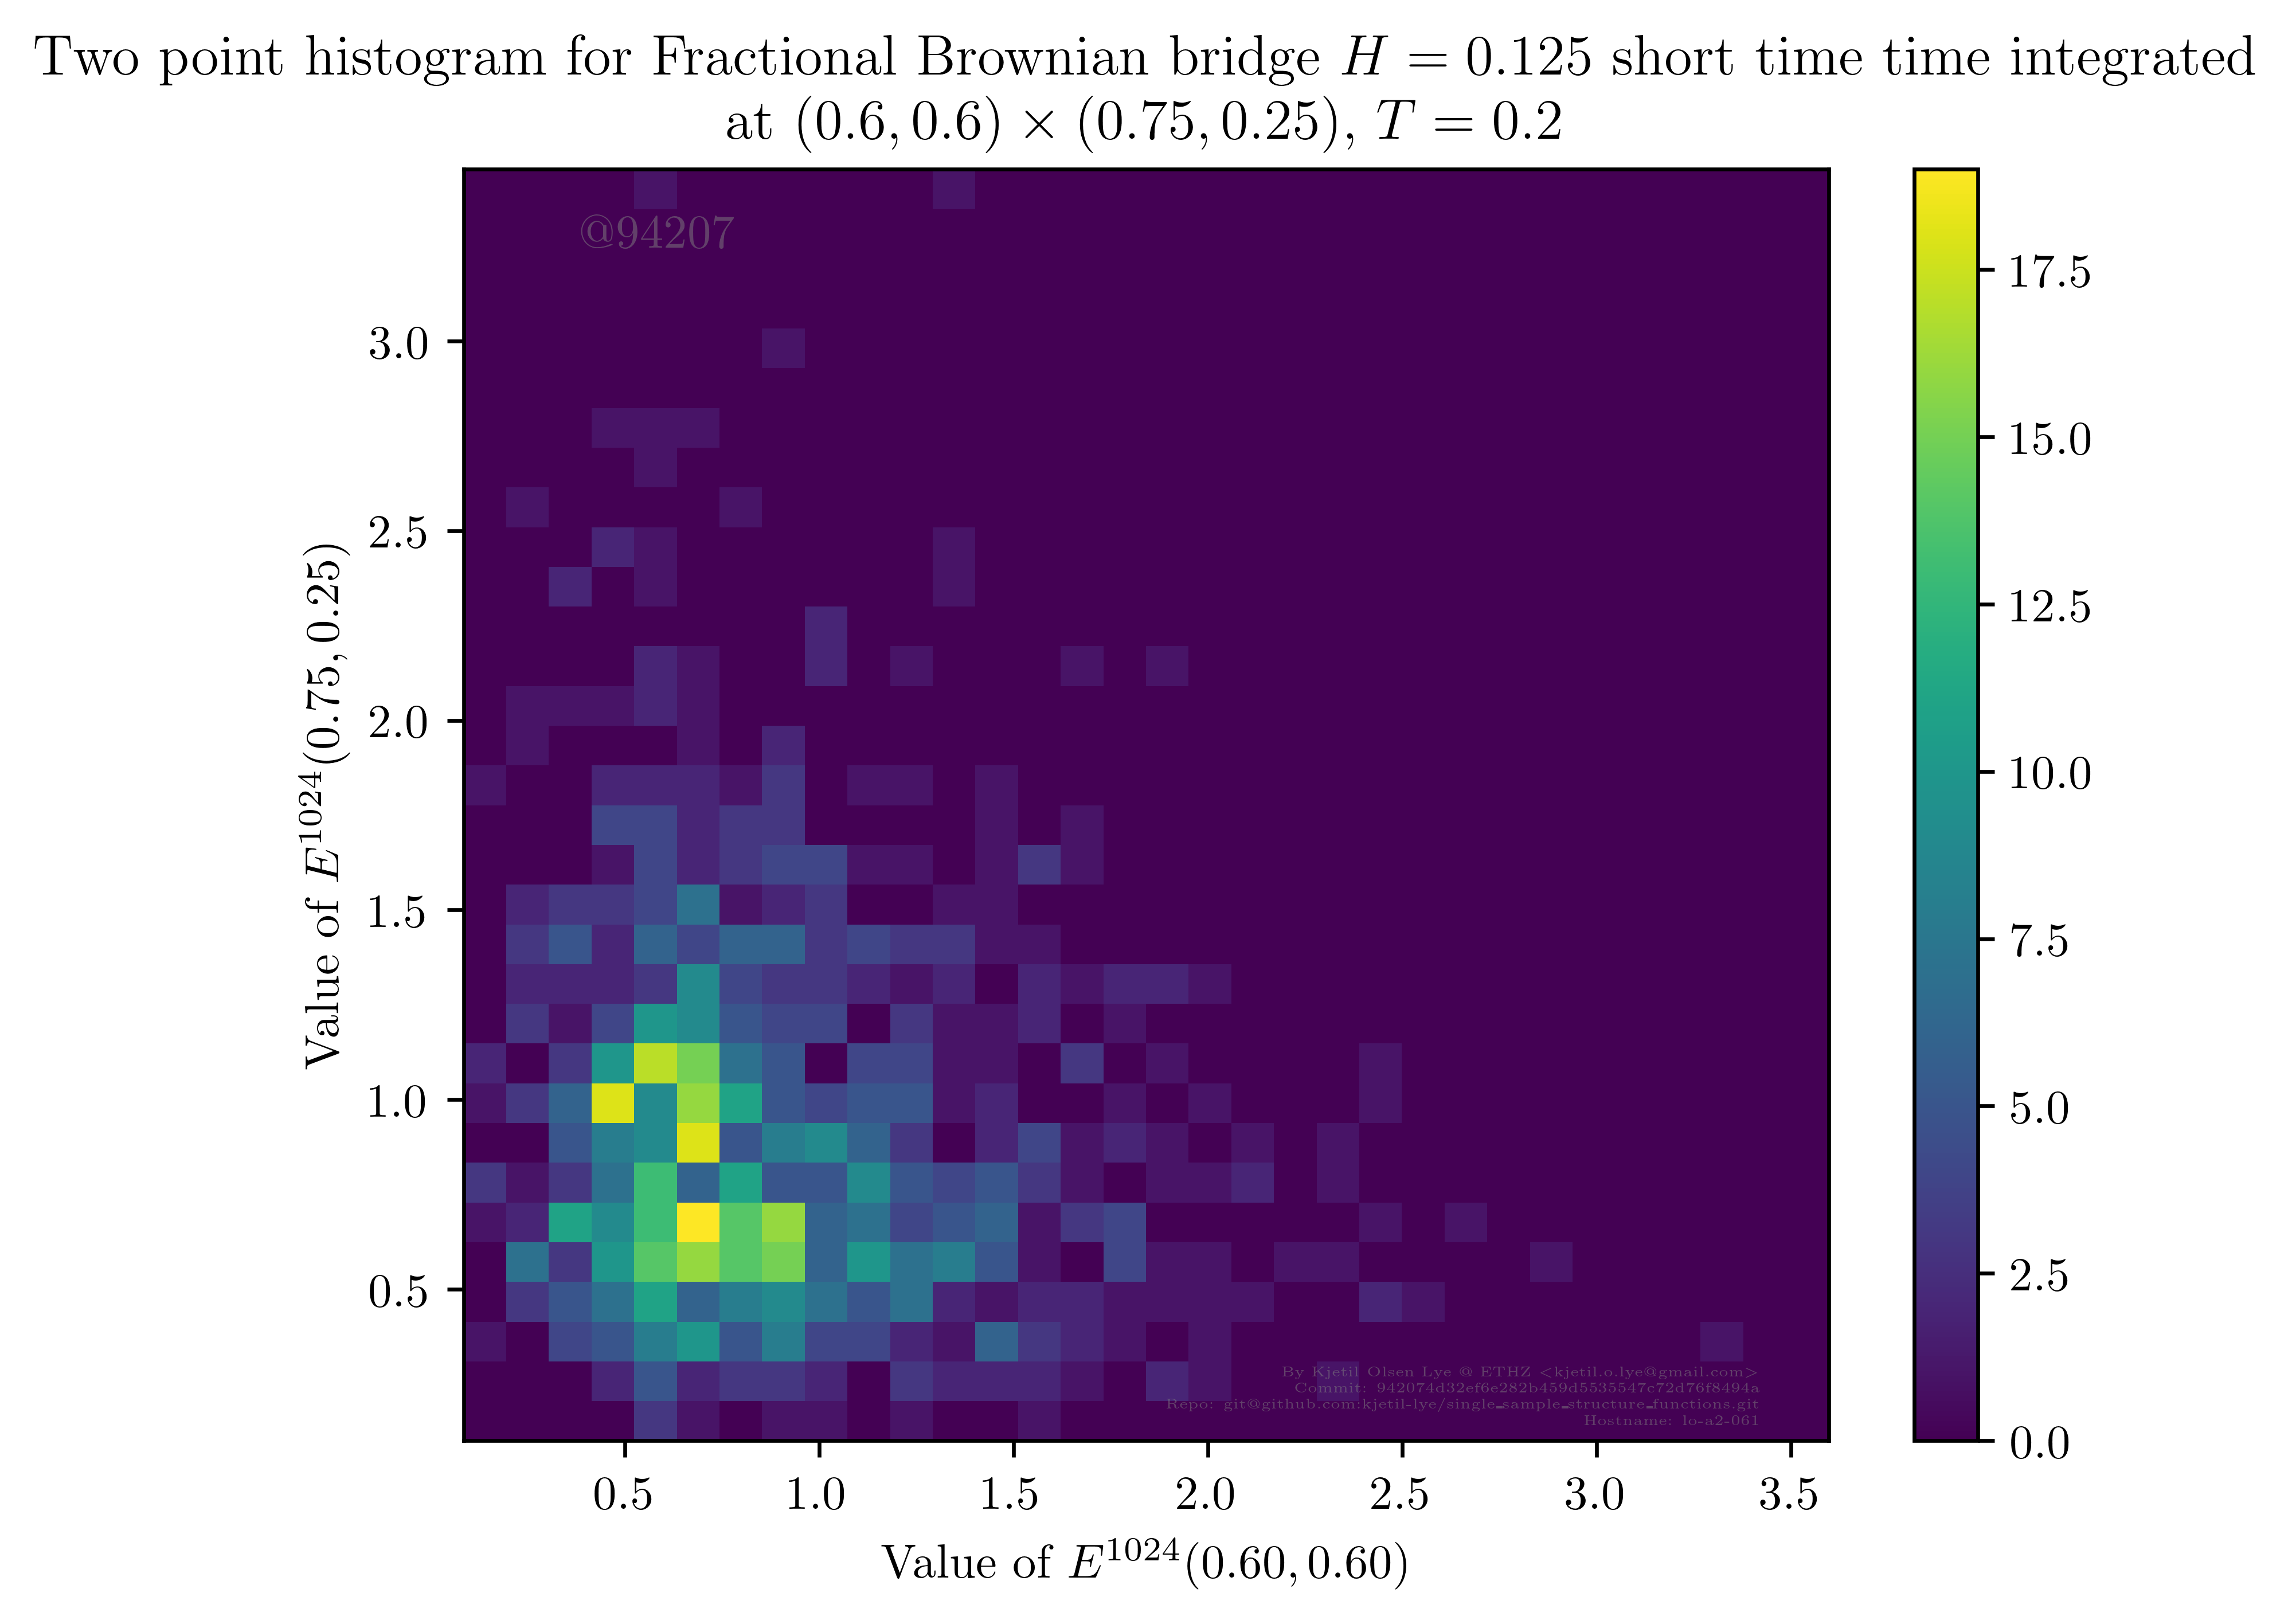 Two point histogram for Fractional Brownian bridge H = 0.125 short time time integrated
at (0.6, 0.6) × (0.75, 0.25), T = 0.2
@94207
3.0
2.5
2.0
1.5
1.0
0.5
Value of E^1024(0.75, 0.25)
0.5 1.0 1.5 2.0 2.5 3.0 3.5
Value of E^1024(0.60, 0.60)
17.5
15.0
12.5
10.0
7.5
5.0
2.5
0.0
By Kjetil Olsen Lye @ ETHZ <kjetil.o.lye@gmail.com>
Commit: 942074d32ef6e282b459d5535547c72d76f8494a
Repo: git@github.com:kjetil-lye/single_sample_structure_functions.git
Hostname: lo-a2-061